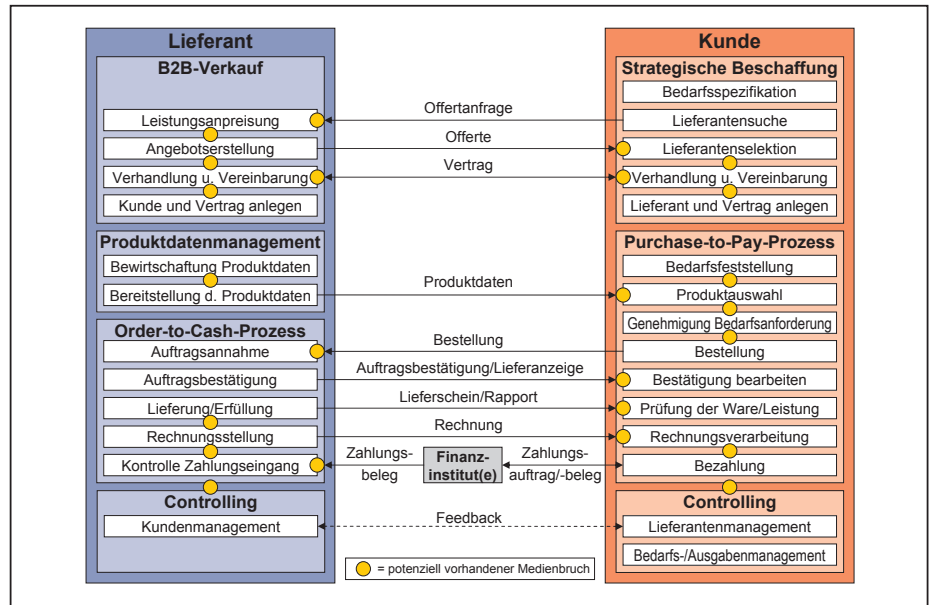 Lieferant
B2B-Verkauf
Leistungsanpreisung
Angebotserstellung
Verhandlung u. Vereinbarung
Kunde und Vertrag anlegen
Produktdatenmanagement
Bewirtschaftung Produktdaten
Bereitstellung d. Produktdaten
Order-to-Cash-Prozess
Auftragsannahme
Auftragsbestätigung
Lieferung/Erfüllung
Rechnungsstellung
Kontrolle Zahlungseingang
Controlling
Kundenmanagement
Offertanfrage
Offerte
Vertrag
Produktdaten
Bestellung
Auftragsbestätigung/Lieferanzeige
Lieferschein/Rapport
Rechnung
Zahlungs-
beleg
Finanz-
institut(e)
Zahlungs-
auftrag/-beleg
Feedback
= potenziell vorhandener Medienbruch
Kunde
Strategische Beschaffung
Bedarfsspezifikation
Lieferantensuche
Lieferantenselektion
Verhandlung u. Vereinbarung
Lieferant und Vertrag anlegen
Purchase-to-Pay-Prozess
Bedarfsfeststellung
Produktauswahl
Genehmigung Bedarfsanforderung
Bestellung
Bestätigung bearbeiten
Prüfung der Ware/Leistung
Rechnungsverarbeitung
Bezahlung
Controlling
Lieferantenmanagement
Bedarfs-/Ausgabenmanagement